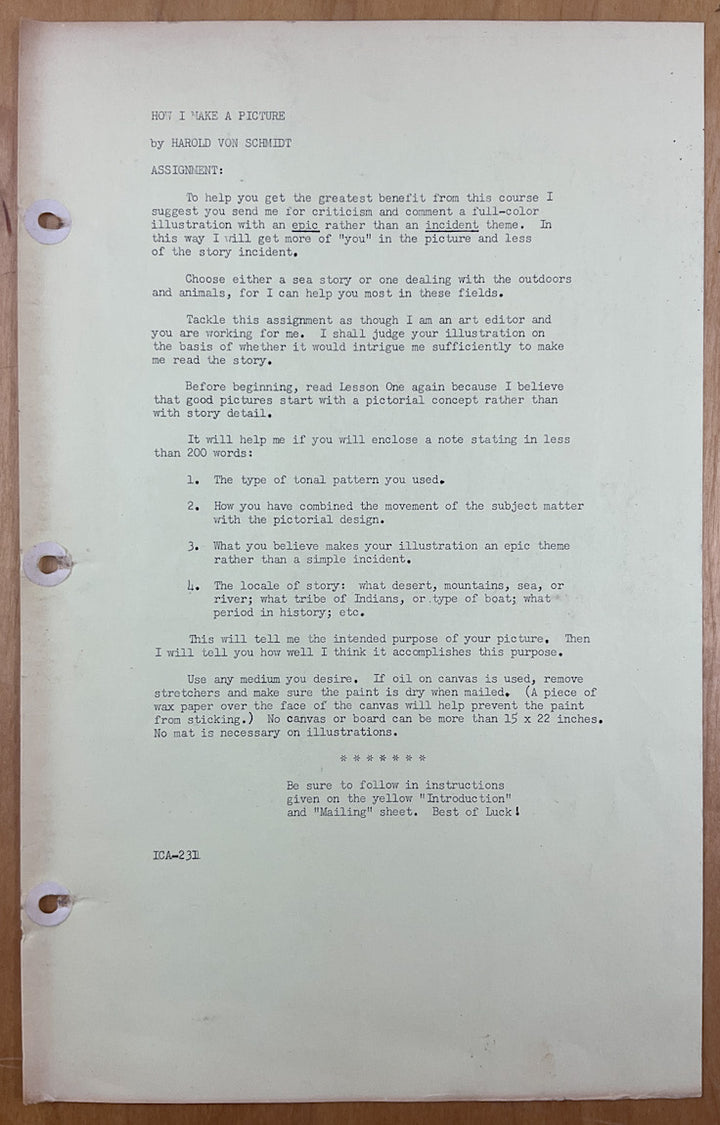 HOW I MAKE A PICTURE
by HAROLD VON SCHMIDT
ASSIGNMENT:
To help you get the greatest benefit from this course I
suggest you send me for criticism and comment a full-color
illustration with an epic rather than an incident theme. In
this way I will get more of "you" in the picture and less
of the story incident.
Choose either a sea story or one dealing with the outdoors
and animals, for I can help you most in these fields.
Tackle this assignment as though I am an art editor and
you are working for me. I shall judge your illustration on
the basis of whether it would intrigue me sufficiently to make
me read the story.
Before beginning, read Lesson One again because I believe
that good pictures start with a pictorial concept rather than
with story detail.
It will help me if you will enclose a note stating in less
than 200 words:
1. The type of tonal pattern you used.
2. How you have combined the movement of the subject matter
with the pictorial design.
3. What you believe makes your illustration an epic theme
rather than a simple incident.
4. The locale of story: what desert, mountains, sea, or
river; what tribe of Indians, or type of boat; what
period in history; etc.
This will tell me the intended purpose of your picture. Then
I will tell you how well I think it accomplishes this purpose.
Use any medium you desire. If oil on canvas is used, remove
stretchers and make sure the paint is dry when mailed. (A piece of
wax paper over the face of the canvas will help prevent the paint
from sticking.) No canvas or board can be more than 15 x 22 inches.
No mat is necessary on illustrations.
* * * * * * *
Be sure to follow in instructions
given on the yellow "Introduction"
and "Mailing" sheet. Best of Luck!
ICA-231